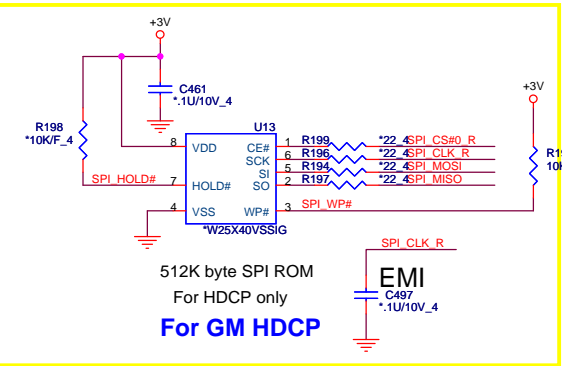 +3V
C461
*.1U/10V_4
+3V
R198
*10K/F_4
U13
8 VDD CE# 1 R199 *22_4 SPI_CS#0_R
SCK 6 R196 *22_4 SPI_CLK_R
SI 5 R194 *22_4 SPI_MOSI
SPI_HOLD# 7 HOLD# SO 2 R197 *22_4 SPI_MISO
4 VSS WP# 3 SPI_WP#
*W25X40VSSIG
SPI_CLK_R
512K byte SPI ROM
For HDCP only
For GM HDCP
EMI
C497
*.1U/10V_4